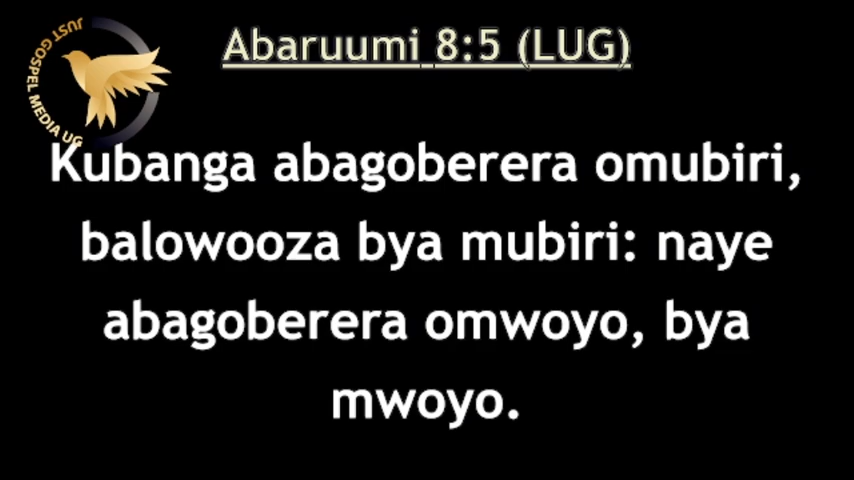 JUST GOSPEL MEDIA UG
Abaruumi 8:5 (LUG)
Kubanga abagoberera omubiri,
balowooza bya mubiri: naye
abagoberera omwoyo, bya
mwoyo.